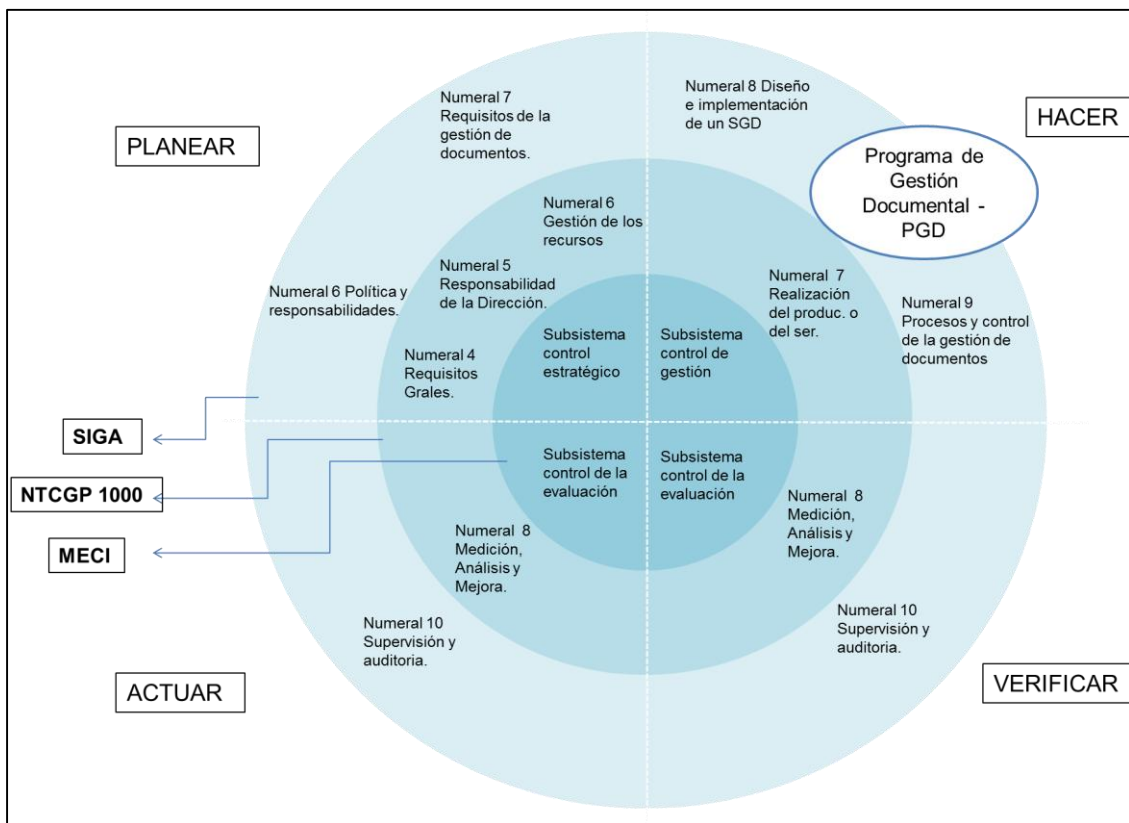 PLANEAR
Numeral 7
Requisitos de la
gestión de
documentos.
Numeral 8 Diseño
e implementación
de un SGD
HACER
Programa de
Gestión
Documental -
PGD
Numeral 6
Gestión de los
recursos
Numeral 5
Responsabilidad
de la Dirección.
Numeral 6 Política y
responsabilidades.
Numeral 4
Requisitos
Grales.
Numeral 7
Realización
del produc. o
del ser.
Numeral 9
Procesos y control
de la gestión de
documentos
Subsistema
control
estratégico
Subsistema
control de
gestión
SIGA
NTCGP 1000
MECI
Subsistema
control de la
evaluación
Subsistema
control de la
evaluación
Numeral 8
Medición,
Análisis y
Mejora.
Numeral 8
Medición,
Análisis y
Mejora.
Numeral 10
Supervisión y
auditoria.
Numeral 10
Supervisión y
auditoria.
ACTUAR
VERIFICAR